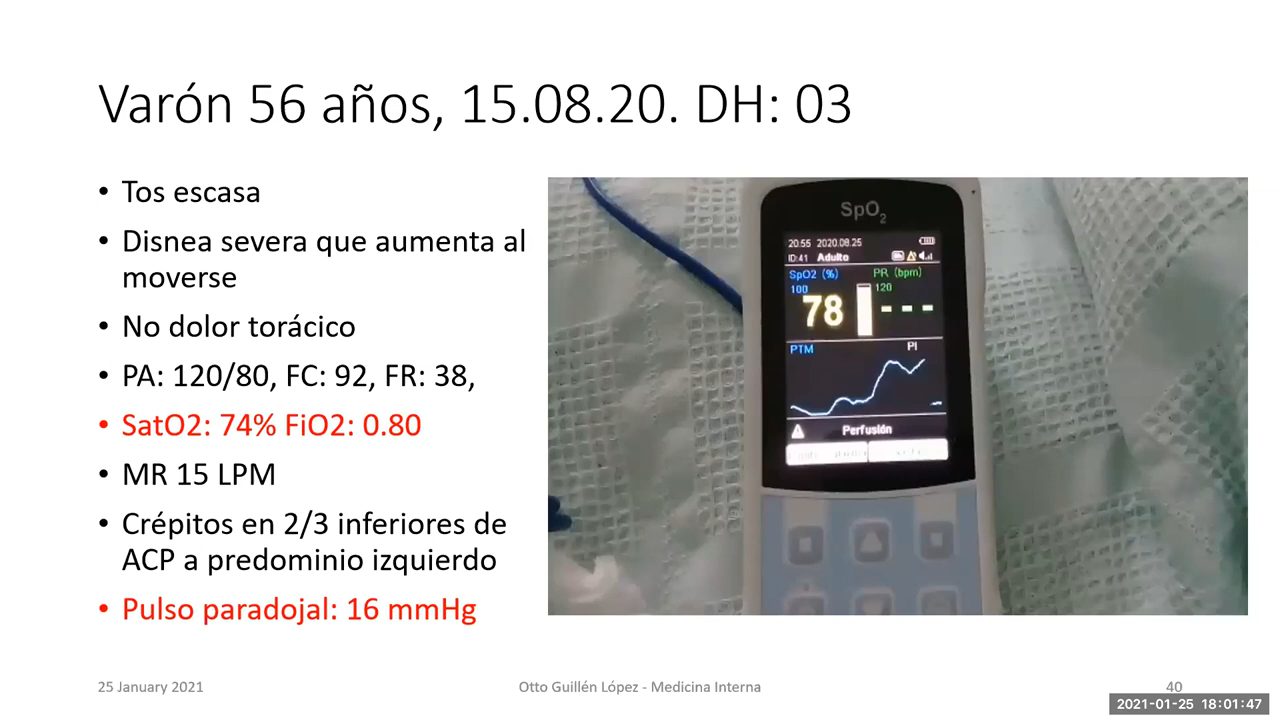 Varón 56 años, 15.08.20. DH: 03
• Tos escasa
• Disnea severa que aumenta al
moverse
• No dolor torácico
• PA: 120/80, FC: 92, FR: 38,
• SatO2: 74% FiO2: 0.80
• MR 15 LPM
• Crépitos en 2/3 inferiores de
ACP a predominio izquierdo
• Pulso paradojal: 16 mmHg
SpO2
20:55 2020.08.25
ID:41 Adulto
SpO2 (%) PR (bpm)
100 120
78 - - -
PTM PI
Perfusión
25 January 2021
Otto Guillén López - Medicina Interna
40
2021-01-25 18:01:47